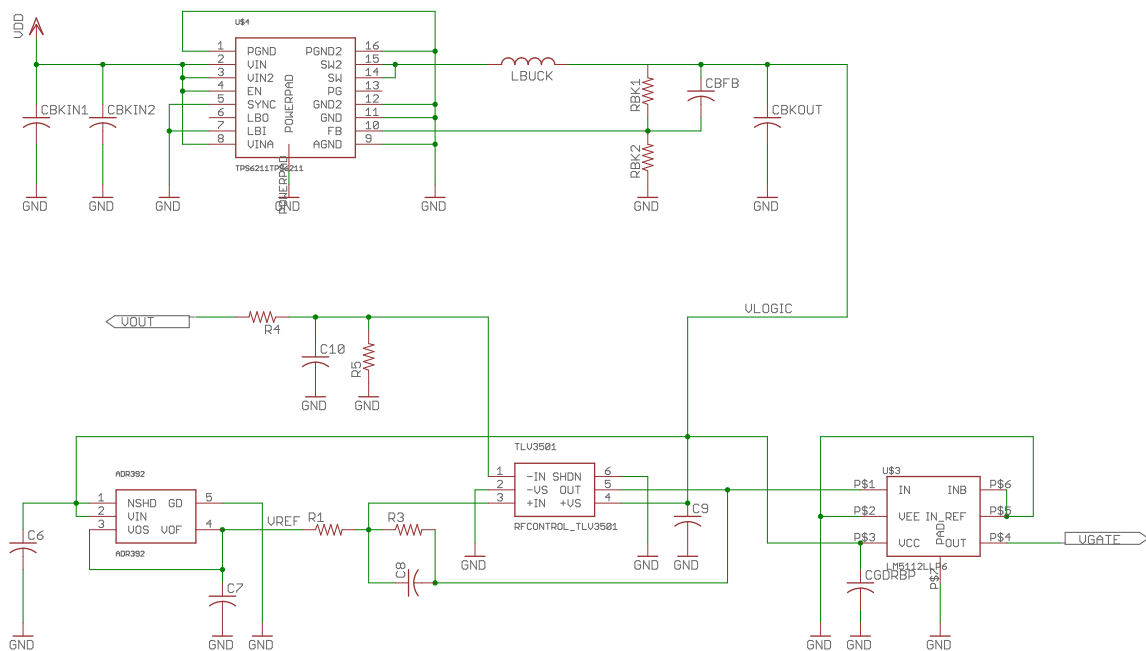 VDD
U$4
1 PGND PGND2 16
2 VIN SW2 15
3 VIN2 SW 14
4 EN PG 13
5 SYNC GND2 12
6 LBO GND 11
7 LBI FB 10
8 VINA AGND 9
POWERPAD
POWERPAD
TPS6211TPS6211
CBKIN1
CBKIN2
LBUCK
RBK1
CBFB
RBK2
CBKOUT
GND
GND
GND
GND
GND
GND
GND
VLOGIC
VOUT
R4
C10
R5
GND
GND
TLV3501
1 -IN SHDN 6
2 -VS OUT 5
3 +IN +VS 4
RFCONTROL_TLV3501
ADR392
1 NSHD GD 5
2 VIN
3 VOS VOF 4
ADR392
C6
C7
VREF
R1
R3
C8
C9
GND
GND
GND
U$3
P$1 IN INB P$6
P$2 VEE IN_REF P$5
P$3 VCC OUT P$4
PAD
P$7
LM5112LLP6
CGDRBP
VGATE
GND
GND
GND
GND
GND
GND